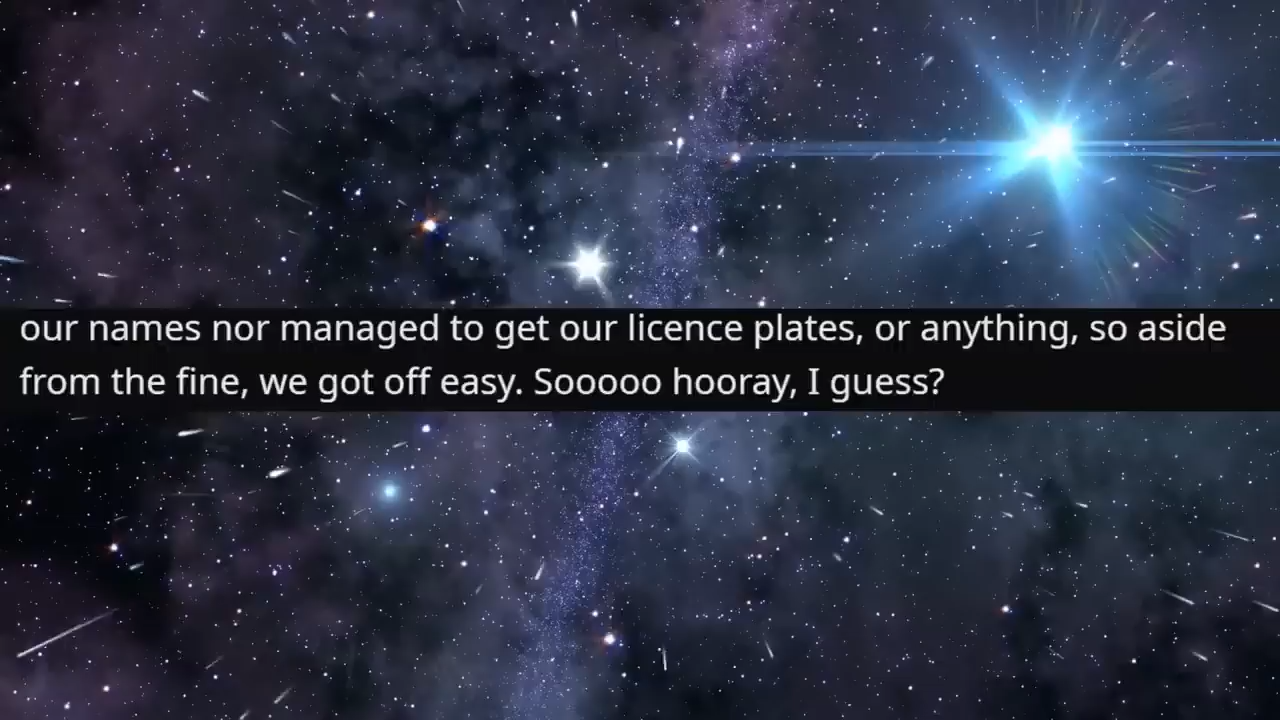 our names nor managed to get our licence plates, or anything, so aside
from the fine, we got off easy. Sooooo hooray, I guess?